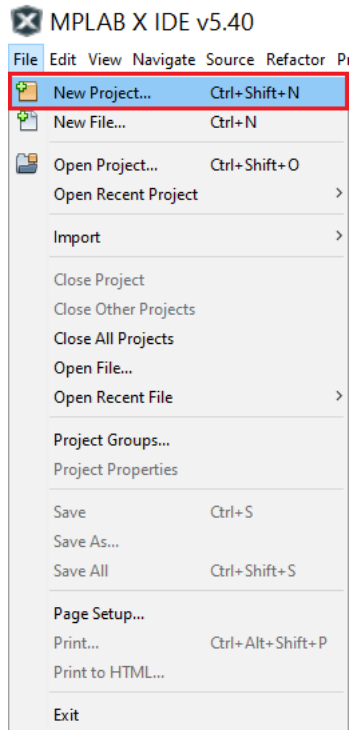 MPLAB X IDE v5.40
File Edit View Navigate Source Refactor
New Project... Ctrl+Shift+N
New File... Ctrl+N
Open Project... Ctrl+Shift+O
Open Recent Project
Import
Close Project
Close Other Projects
Close All Projects
Open File...
Open Recent File
Project Groups...
Project Properties
Save Ctrl+S
Save As...
Save All Ctrl+Shift+S
Page Setup...
Print... Ctrl+Alt+Shift+P
Print to HTML...
Exit